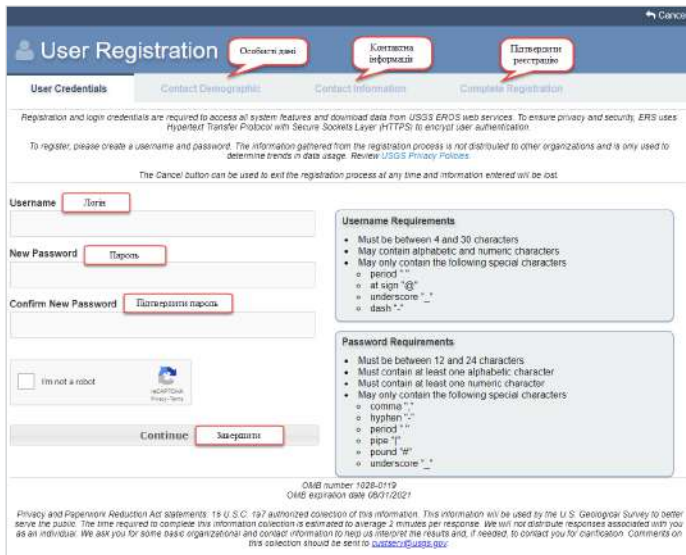 Cancel
User Registration
Особисті дані
Контактна
інформація
Підтвердити
реєстрацію
User Credentials
Contact Demographic
Contact Information
Complete Registration
Registration and login credentials are required to access all system features and download data from USGS EROS web services. To ensure privacy and security, ERS uses
Hypertext Transfer Protocol with Secure Sockets Layer (HTTPS) to encrypt user authentication.
To register, please create a username and password. The information gathered from the registration process is not distributed to other organizations and is only used to
determine trends in data usage. Review USGS Privacy Policies.
The Cancel button can be used to exit the registration process at any time and information entered will be lost.
Username
Логін
New Password
Пароль
Confirm New Password
Підтвердити пароль
I'm not a robot
reCAPTCHA
Privacy - Terms
Continue
Завершити
Username Requirements
• Must be between 4 and 30 characters
• May contain alphabetic and numeric characters
• May only contain the following special characters
o period "."
o at sign "@"
o underscore "_"
o dash "-"
Password Requirements
• Must be between 12 and 24 characters
• Must contain at least one alphabetic character
• Must contain at least one numeric character
• May only contain the following special characters
o comma ","
o hyphen "-"
o period "."
o pipe "|"
o pound "#"
o underscore "_"
OMB number 1028-0119
OMB expiration date 08/31/2021
Privacy and Paperwork Reduction Act statements: 16 U.S.C. 1a7 authorized collection of this information. This information will be used by the U.S. Geological Survey to better
serve the public. The time required to complete this information collection is estimated to average 2 minutes per response. We will not distribute responses associated with you
as an individual. We ask you for some basic organizational and contact information to help us interpret the results and, if needed, to contact you for clarification. Comments on
this collection should be sent to custserv@usgs.gov.